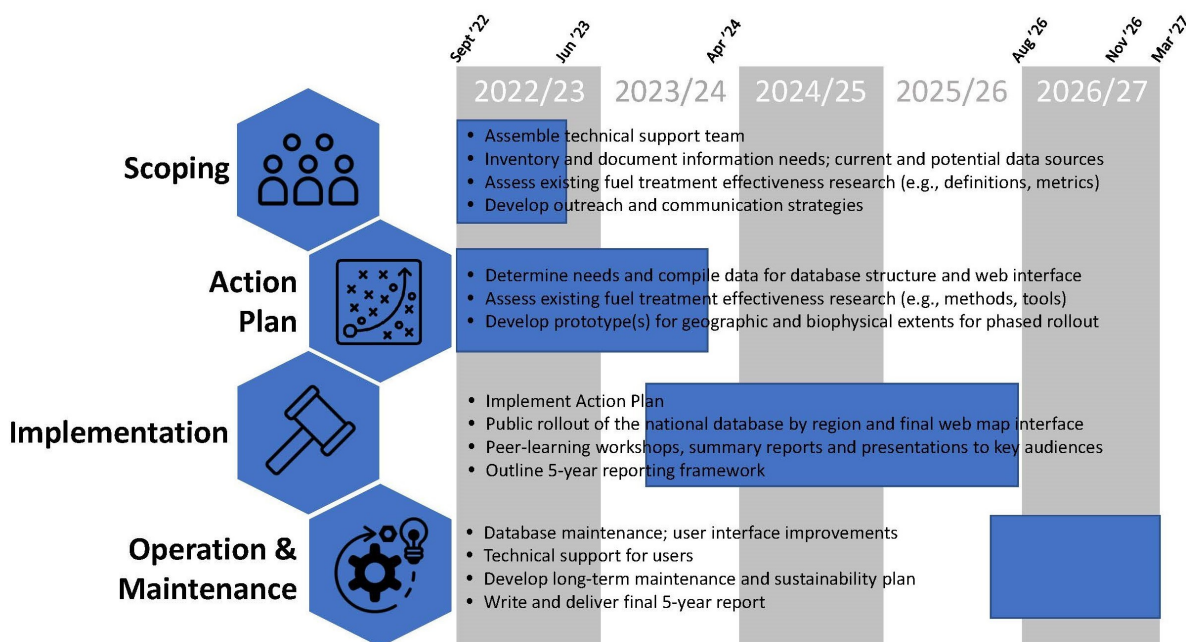 Sept '22
Jun '23
Apr '24
Aug '26
Nov '26
Mar '27
2022/23
2023/24
2024/25
2025/26
2026/27
Scoping
• Assemble technical support team
• Inventory and document information needs; current and potential data sources
• Assess existing fuel treatment effectiveness research (e.g., definitions, metrics)
• Develop outreach and communication strategies
Action
Plan
• Determine needs and compile data for database structure and web interface
• Assess existing fuel treatment effectiveness research (e.g., methods, tools)
• Develop prototype(s) for geographic and biophysical extents for phased rollout
Implementation
• Implement Action Plan
• Public rollout of the national database by region and final web map interface
• Peer-learning workshops, summary reports and presentations to key audiences
• Outline 5-year reporting framework
Operation &
Maintenance
• Database maintenance; user interface improvements
• Technical support for users
• Develop long-term maintenance and sustainability plan
• Write and deliver final 5-year report